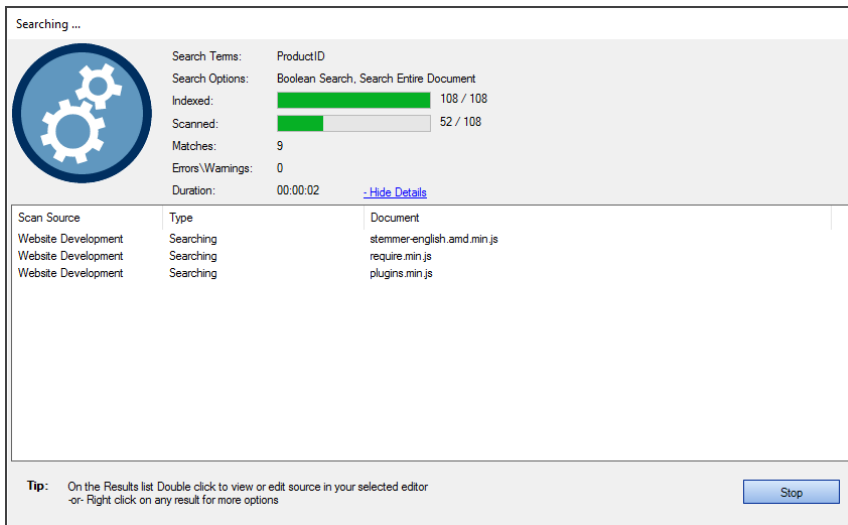 Searching ...
Search Terms: ProductID
Search Options: Boolean Search, Search Entire Document
Indexed: 108 / 108
Scanned: 52 / 108
Matches: 9
Errors\Warnings: 0
Duration: 00:00:02 - Hide Details
Scan Source Type Document
Website Development Searching stemmer-english.amd.min.js
Website Development Searching require.min.js
Website Development Searching plugins.min.js
Tip: On the Results list Double click to view or edit source in your selected editor
-or- Right click on any result for more options
Stop